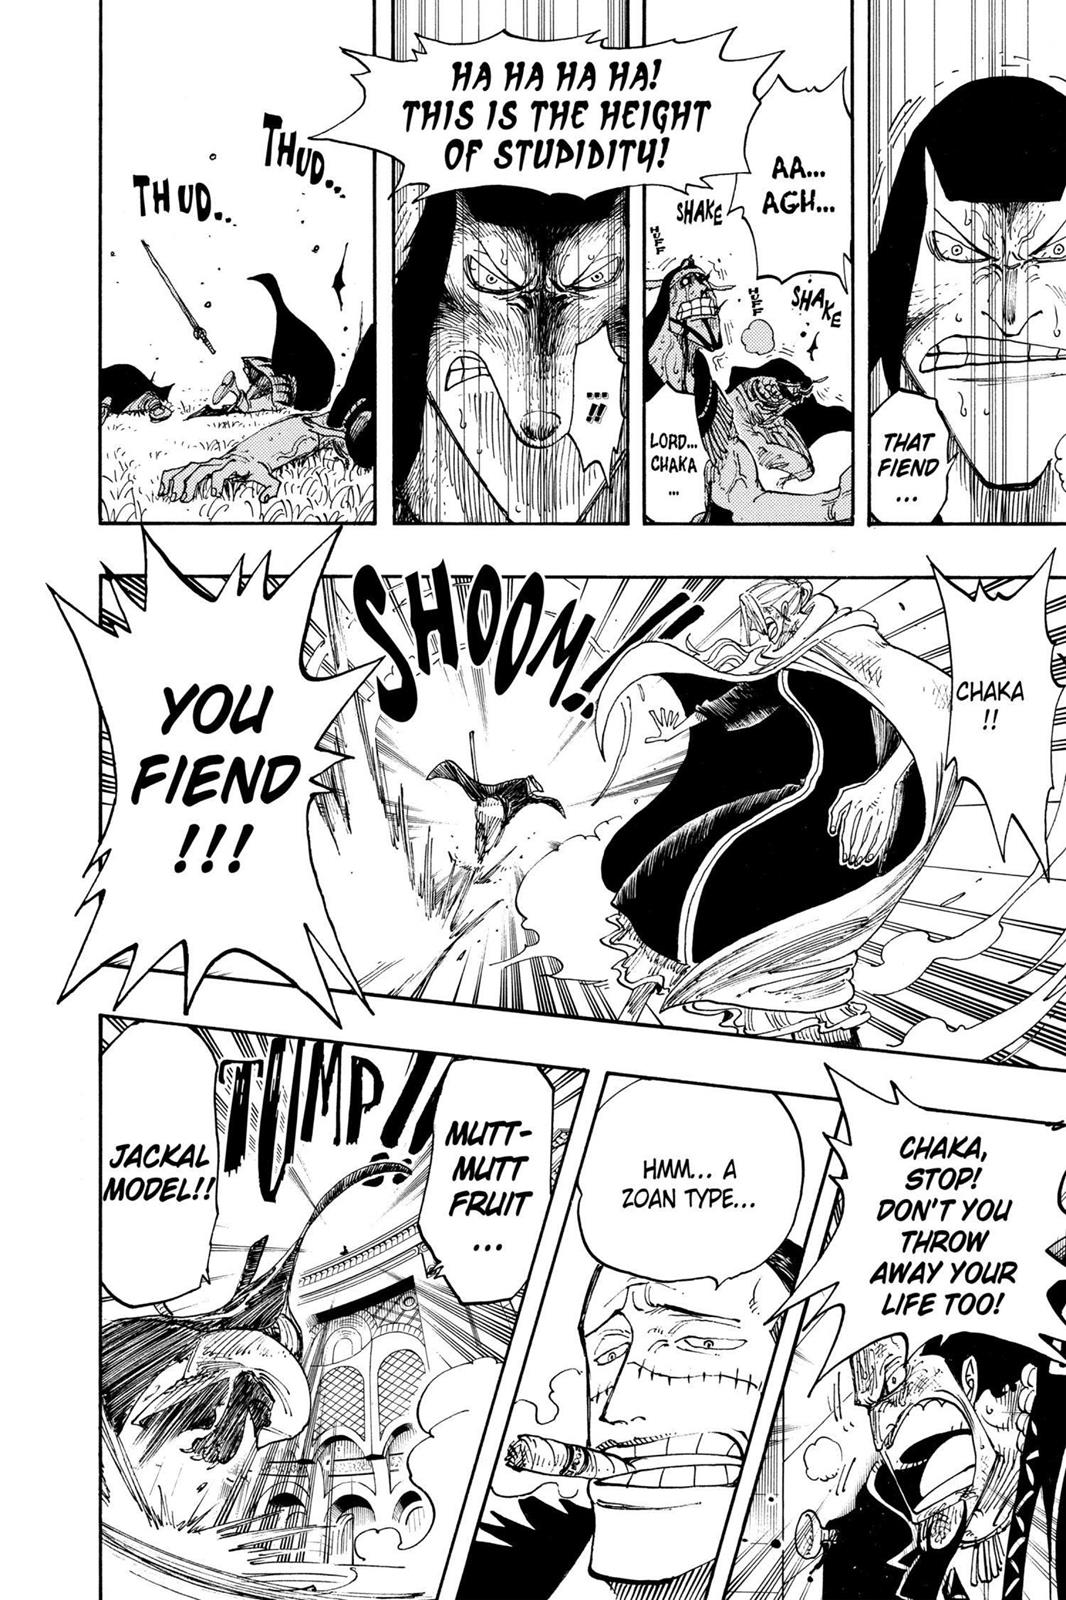 THAT
FIEND
...
AA...
AGH...
SHAKE
HUFF
HUFF
SHAKE
LORD...
CHAKA
...
HA HA HA HA!
THIS IS THE HEIGHT
OF STUPIDITY!
...
!!
THUD...
THUD..
CHAKA
!!
SHOOM!!
YOU
FIEND
!!!
CHAKA,
STOP!
DON'T YOU
THROW
AWAY YOUR
LIFE TOO!
HMM... A
ZOAN TYPE...
MUTT-
MUTT
FRUIT
...
TUMP!!
JACKAL
MODEL!!